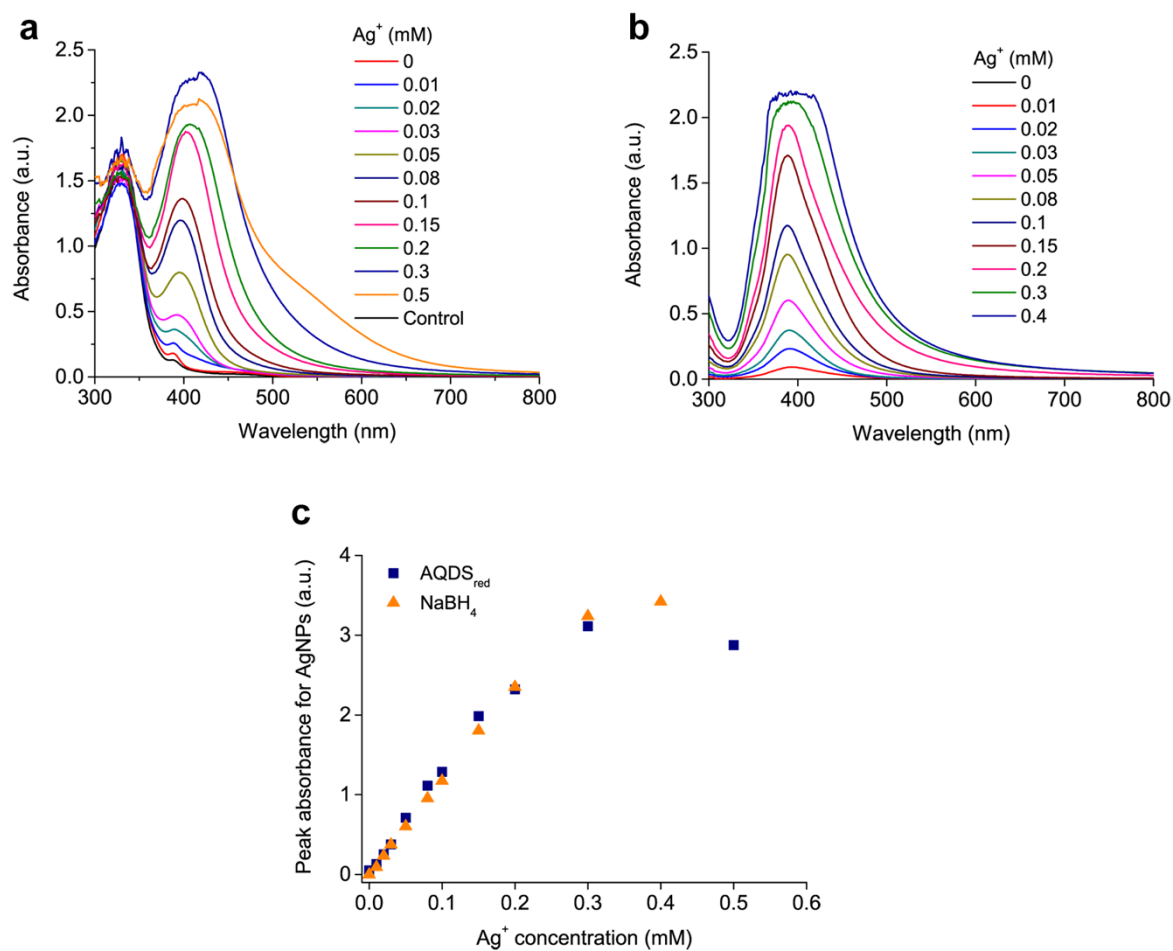 a
Ag⁺ (mM)
0
0.01
0.02
0.03
0.05
0.08
0.1
0.15
0.2
0.3
0.5
Control
Absorbance (a.u.)
2.5
2.0
1.5
1.0
0.5
0.0
300 400 500 600 700 800
Wavelength (nm)
b
Ag⁺ (mM)
0
0.01
0.02
0.03
0.05
0.08
0.1
0.15
0.2
0.3
0.4
Absorbance (a.u.)
2.5
2.0
1.5
1.0
0.5
0.0
300 400 500 600 700 800
Wavelength (nm)
c
AQDSred
NaBH₄
Peak absorbance for AgNPs (a.u.)
4
3
2
1
0
0.0 0.1 0.2 0.3 0.4 0.5 0.6
Ag⁺ concentration (mM)